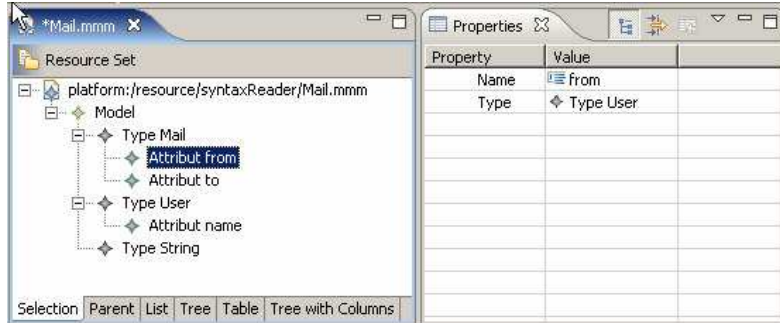 *Mail.mmm
Resource Set
platform:/resource/syntaxReader/Mail.mmm
Model
Type Mail
Attribut from
Attribut to
Type User
Attribut name
Type String
Selection Parent List Tree Table Tree with Columns
Properties
Property Value
Name from
Type Type User